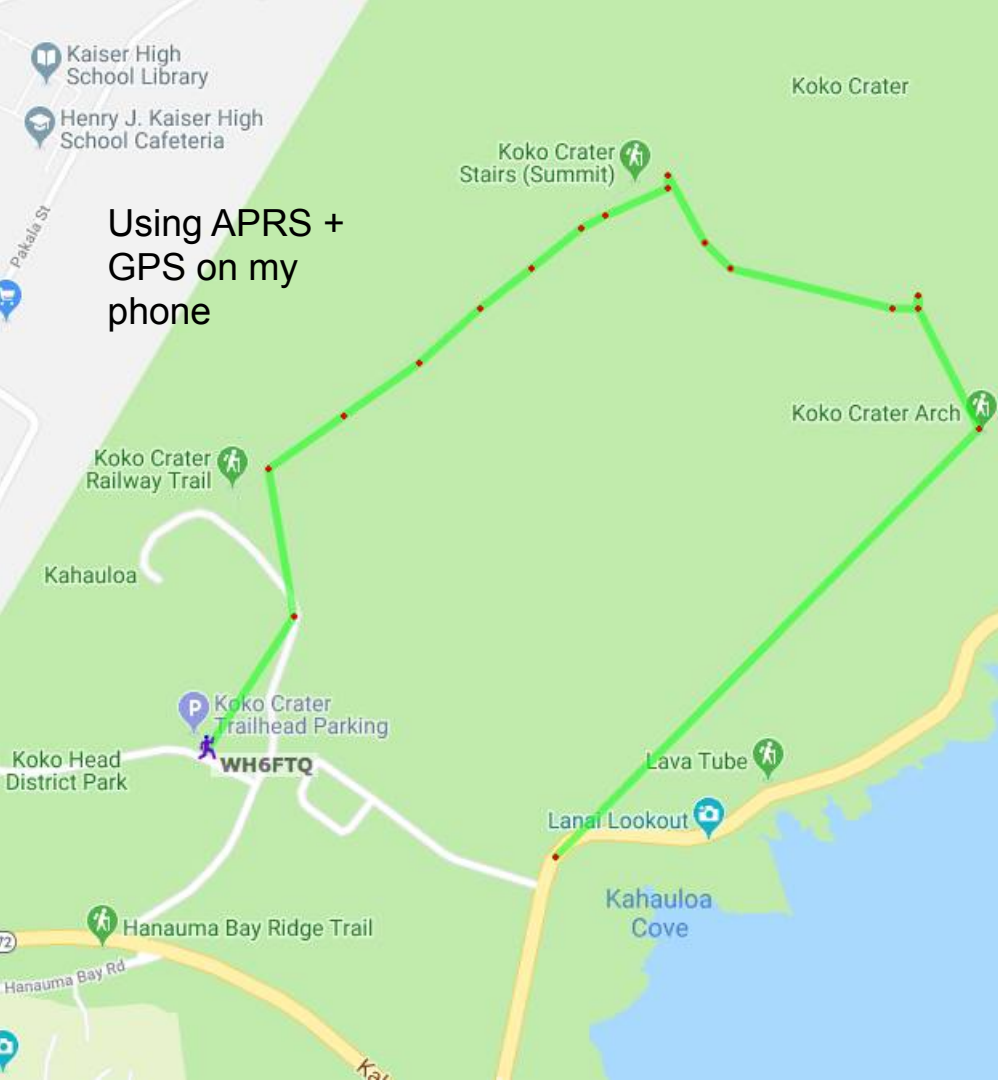 Kaiser High
School Library
Koko Crater
Henry J. Kaiser High
School Cafeteria
Koko Crater
Stairs (Summit)
Pakala St
Using APRS +
GPS on my
phone
Koko Crater Arch
Koko Crater
Railway Trail
Kahauloa
P
Koko Crater
Trailhead Parking
Koko Head
District Park
WH6FTQ
Lava Tube
Lanai Lookout
Kahauloa
Cove
Hanauma Bay Ridge Trail
72
Hanauma Bay Rd
Kal